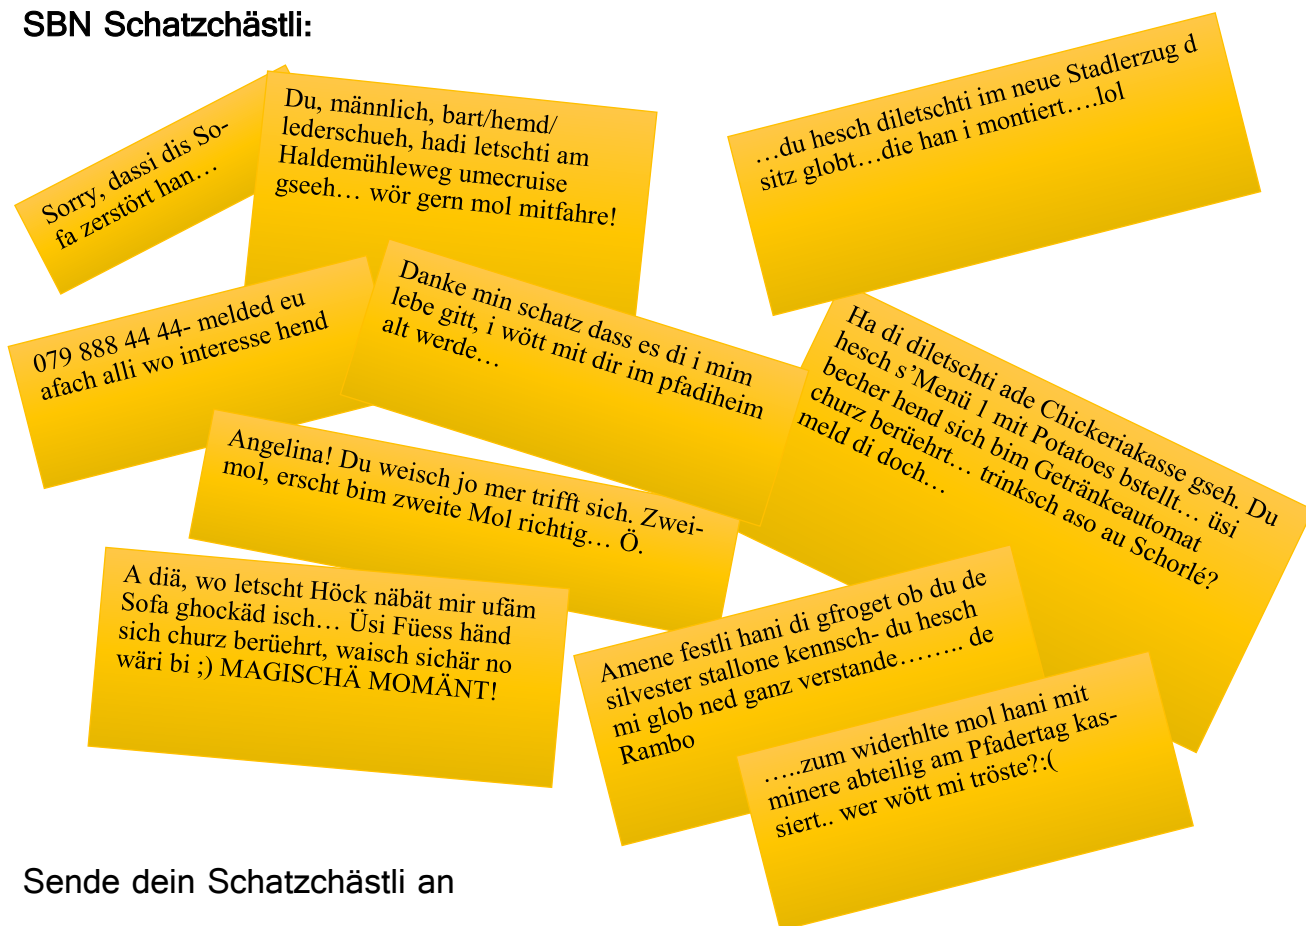 SBN Schatzchästli:
Sorry, dassi dis So-
fa zerstört han…
Du, männlich, bart/hemd/
lederschueh, hadi letschti am
Haldemühleweg umecruise
gseeh… wör gern mol mitfahre!
…du hesch diletschti im neue Stadlerzug d
sitz globt…die han i montiert….lol
079 888 44 44- melded eu
afach alli wo interesse hend
Danke min schatz dass es di i mim
lebe gitt, i wött mit dir im pfadiheim
alt werde…
Ha di diletschti ade Chickeriakasse gseh. Du
hesch s’Menü 1 mit Potatoes bstellt… üsi
becher hend sich bim Getränkeautomat
churz berüehrt… trinksch aso au Schorlé?
meld di doch…
Angelina! Du weisch jo mer trifft sich. Zwei-
mol, erscht bim zweite Mol richtig… Ö.
A diä, wo letscht Höck näbät mir ufäm
Sofa ghockäd isch… Üsi Füess händ
sich churz berüehrt, waisch sichär no
wäri bi ;) MAGISCHÄ MOMÄNT!
Amene festli hani di gfroget ob du de
silvester stallone kennsch- du hesch
mi glob ned ganz verstande…….. de
Rambo
…..zum widerhlte mol hani mit
minere abteilig am Pfadertag kas-
siert.. wer wött mi tröste?:(
Sende dein Schatzchästli an